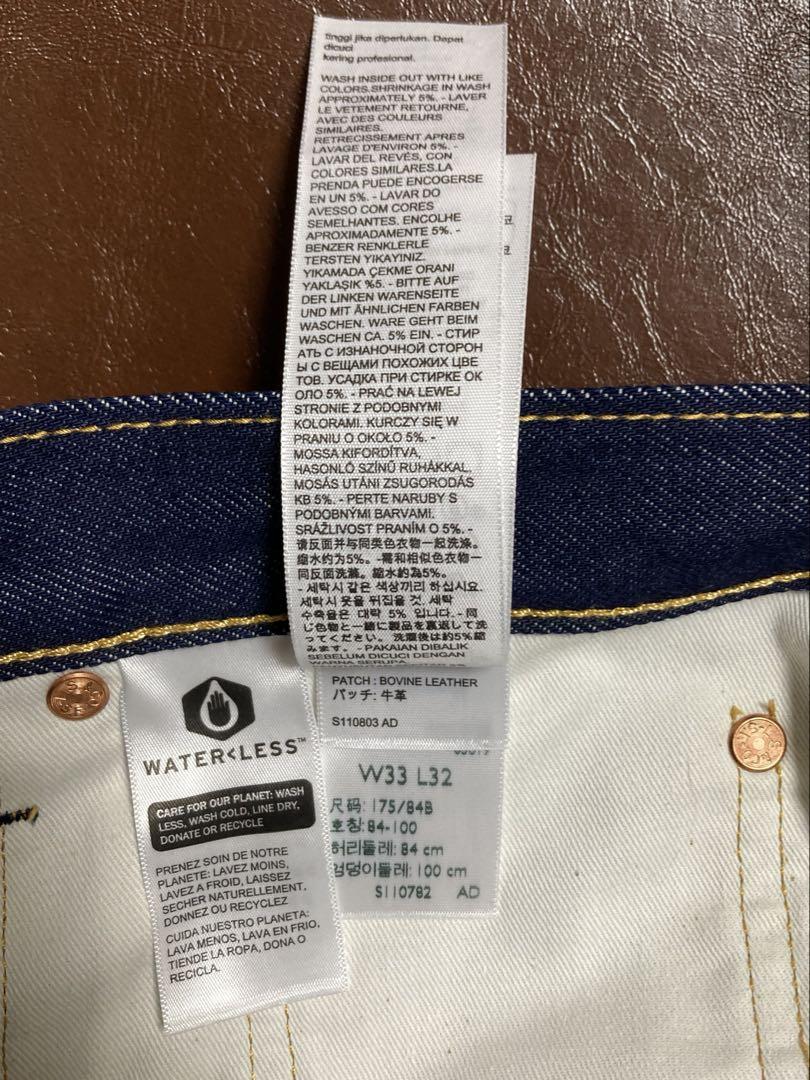 tinggi jika diperlukan. Dapat
dicuci
kering profesional.
WASH INSIDE OUT WITH LIKE
COLORS.SHRINKAGE IN WASH
APPROXIMATELY 5%. - LAVER
LE VETEMENT RETOURNE,
AVEC DES COULEURS
SIMILAIRES.
RETRECISSEMENT APRES
LAVAGE D'ENVIRON 5%. -
LAVAR DEL REVÉS, CON
COLORES SIMILARES.LA
PRENDA PUEDE ENCOGERSE
EN UN 5%. - LAVAR DO
AVESSO COM CORES
SEMELHANTES. ENCOLHE
APROXIMADAMENTE 5%. -
BENZER RENKLERLE
TERSTEN YIKAYINIZ.
YIKAMADA ÇEKME ORANI
YAKLAŞIK %5. - BITTE AUF
DER LINKEN WARENSEITE
UND MIT ÄHNLICHEN FARBEN
WASCHEN. WARE GEHT BEIM
WASCHEN CA. 5% EIN. - СТИР
АТЬ С ИЗНАНОЧНОЙ СТОРОН
Ы С ВЕЩАМИ ПОХОЖИХ ЦВЕ
ТОВ. УСАДКА ПРИ СТИРКЕ ОК
ОЛО 5%. - PRAĆ NA LEWEJ
STRONIE Z PODOBNYMI
KOLORAMI. KURCZY SIĘ W
PRANIU O OKOŁO 5%. -
MOSSA KIFORDÍTVA,
HASONLÓ SZÍNŰ RUHÁKKAL.
MOSÁS UTÁNI ZSUGORODÁS
KB 5%. - PERTE NARUBY S
PODOBNÝMI BARVAMI.
SRÁŽLIVOST PRANÍM O 5%. -
请反面并与同类色衣物一起洗涤。
缩水约为5%。-需和相似色衣物一
同反面洗滌。縮水約為5%。
- 세탁시 같은 색상끼리 하십시요.
세탁시 옷을 뒤집을 것. 세탁
수축율은 대략 5% 입니다. - 同
じ色物と一緒に製品を裏返して洗
ってください。 洗濯後は約5%縮
みます。 - PAKAIAN DIBALIK
SEBELUM DICUCI DENGAN
WARNA SERUPA.
PATCH : BOVINE LEATHER
パッチ: 牛革
S110803 AD
W33 L32
尺码: 175/84B
호칭: 84-100
허리둘레: 84 cm
엉덩이둘레: 100 cm
S110782 AD
WATER<LESS™
CARE FOR OUR PLANET: WASH
LESS, WASH COLD, LINE DRY,
DONATE OR RECYCLE
PRENEZ SOIN DE NOTRE
PLANETE: LAVEZ MOINS,
LAVEZ A FROID, LAISSEZ
SECHER NATURELLEMENT,
DONNEZ OU RECYCLEZ
CUIDA NUESTRO PLANETA:
LAVA MENOS, LAVA EN FRIO,
TIENDE LA ROPA, DONA O
RECICLA.